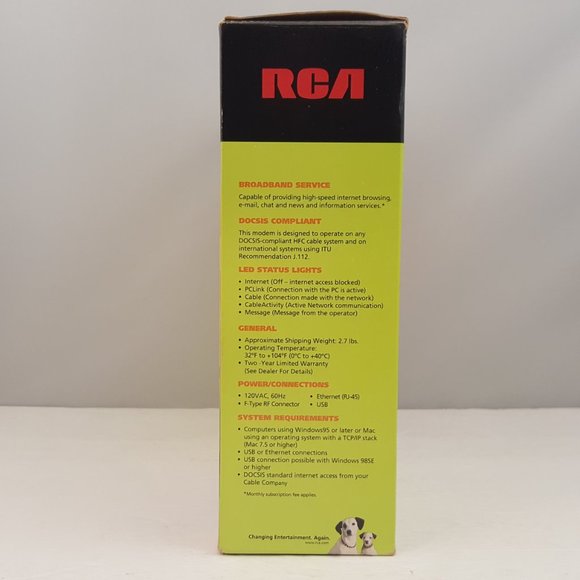 RCA
BROADBAND SERVICE
Capable of providing high-speed internet browsing,
e-mail, chat and news and information services.*
DOCSIS COMPLIANT
This modem is designed to operate on any
DOCSIS-compliant HFC cable system and on
international systems using ITU
Recommendation J.112.
LED STATUS LIGHTS
• Internet (Off – internet access blocked)
• PCLink (Connection with the PC is active)
• Cable (Connection made with the network)
• CableActivity (Active Network communication)
• Message (Message from the operator)
GENERAL
• Approximate Shipping Weight: 2.7 lbs.
• Operating Temperature:
32°F to +104°F (0°C to +40°C)
• Two -Year Limited Warranty
(See Dealer For Details)
POWER/CONNECTIONS
• 120VAC, 60Hz • Ethernet (RJ-45)
• F-Type RF Connector • USB
SYSTEM REQUIREMENTS
• Computers using Windows95 or later or Mac
using an operating system with a TCP/IP stack
(Mac 7.5 or higher)
• USB or Ethernet connections
• USB connection possible with Windows 98SE
or higher
• DOCSIS standard internet access from your
Cable Company
*Monthly subscription fee applies.
Changing Entertainment. Again.
www.rca.com